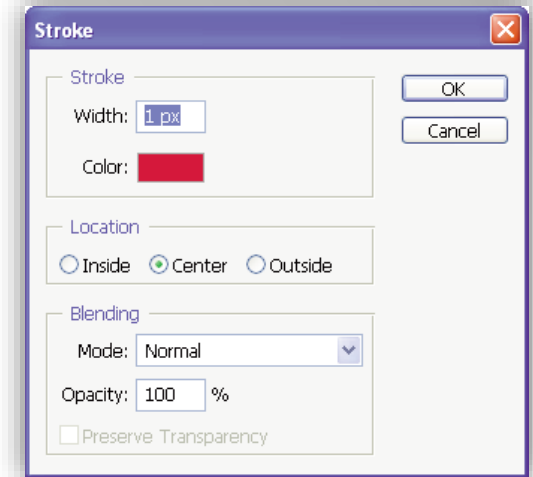 Stroke
Stroke
Width: 1 px
Color:
OK
Cancel
Location
Inside Center Outside
Blending
Mode: Normal
Opacity: 100 %
Preserve Transparency